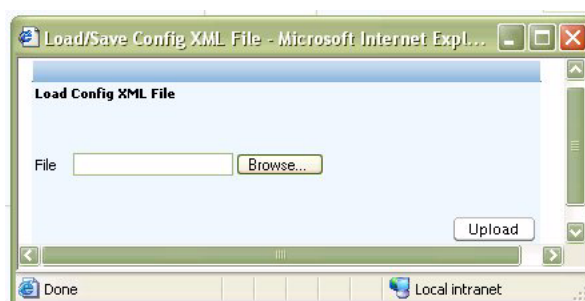 Load/Save Config XML File - Microsoft Internet Expl...
Load Config XML File
File Browse...
Upload
Done Local intranet